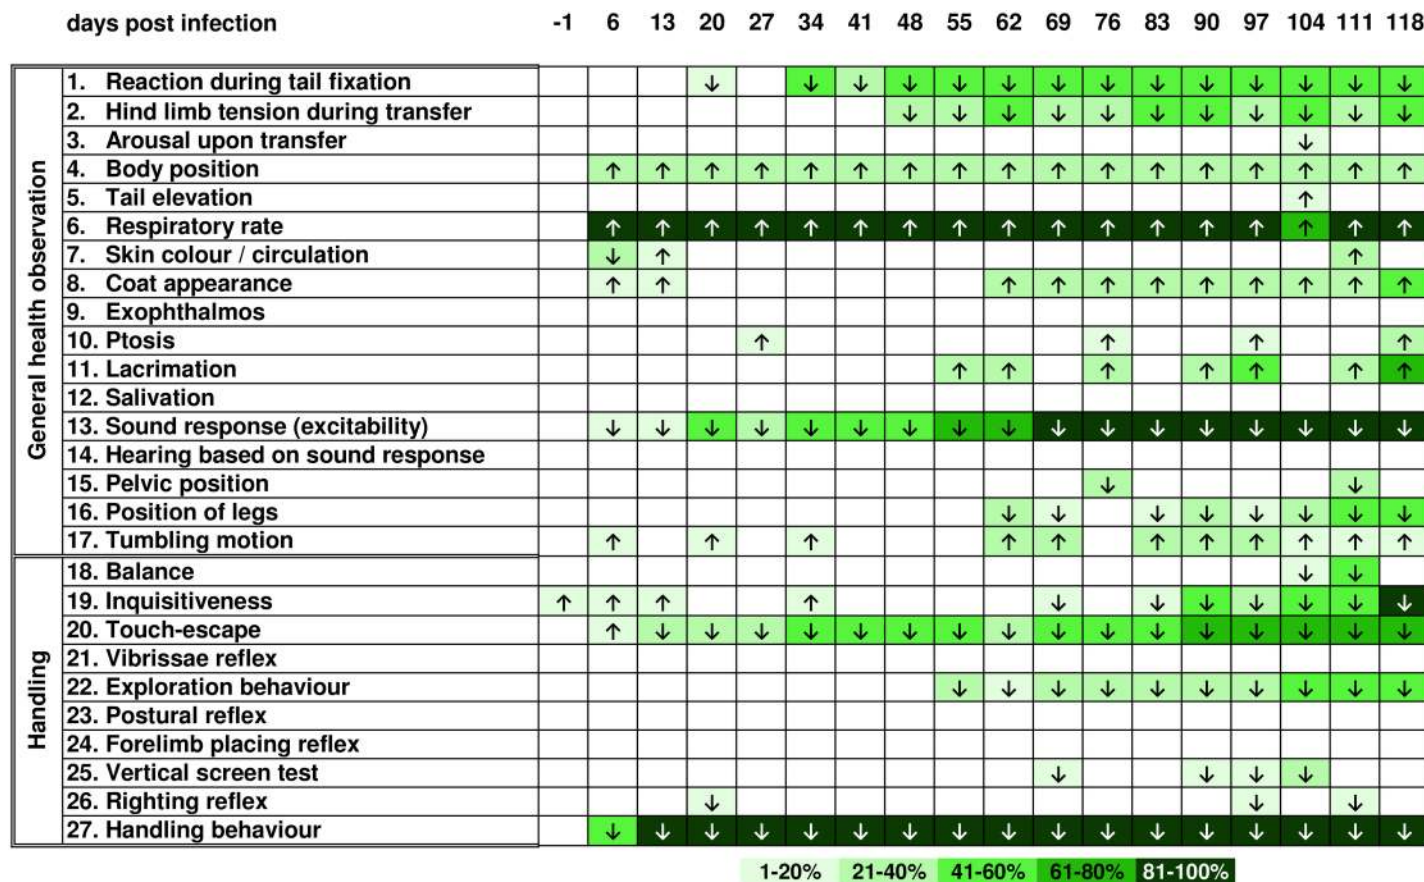 days post infection -1 6 13 20 27 34 41 48 55 62 69 76 83 90 97 104 111 118
General health observation
1. Reaction during tail fixation ↓ ↓ ↓ ↓ ↓ ↓ ↓ ↓ ↓ ↓ ↓ ↓ ↓ ↓
2. Hind limb tension during transfer ↓ ↓ ↓ ↓ ↓ ↓ ↓ ↓ ↓ ↓ ↓
3. Arousal upon transfer ↓
4. Body position ↑ ↑ ↑ ↑ ↑ ↑ ↑ ↑ ↑ ↑ ↑ ↑ ↑ ↑ ↑ ↑ ↑
5. Tail elevation ↑
6. Respiratory rate ↑ ↑ ↑ ↑ ↑ ↑ ↑ ↑ ↑ ↑ ↑ ↑ ↑ ↑ ↑ ↑ ↑
7. Skin colour / circulation ↓ ↑ ↑
8. Coat appearance ↑ ↑ ↑ ↑ ↑ ↑ ↑ ↑ ↑ ↑ ↑
9. Exophthalmos
10. Ptosis ↑ ↑ ↑ ↑
11. Lacrimation ↑ ↑ ↑ ↑ ↑ ↑ ↑
12. Salivation
13. Sound response (excitability) ↓ ↓ ↓ ↓ ↓ ↓ ↓ ↓ ↓ ↓ ↓ ↓ ↓ ↓ ↓ ↓ ↓
14. Hearing based on sound response
15. Pelvic position ↓ ↓
16. Position of legs ↓ ↓ ↓ ↓ ↓ ↓ ↓ ↓
17. Tumbling motion ↑ ↑ ↑ ↑ ↑ ↑ ↑ ↑ ↑ ↑ ↑
Handling
18. Balance ↓ ↓
19. Inquisitiveness ↑ ↑ ↑ ↑ ↓ ↓ ↓ ↓ ↓ ↓ ↓
20. Touch-escape ↑ ↓ ↓ ↓ ↓ ↓ ↓ ↓ ↓ ↓ ↓ ↓ ↓ ↓ ↓ ↓ ↓
21. Vibrissae reflex
22. Exploration behaviour ↓ ↓ ↓ ↓ ↓ ↓ ↓ ↓ ↓ ↓
23. Postural reflex
24. Forelimb placing reflex
25. Vertical screen test ↓ ↓ ↓ ↓
26. Righting reflex ↓ ↓ ↓
27. Handling behaviour ↓ ↓ ↓ ↓ ↓ ↓ ↓ ↓ ↓ ↓ ↓ ↓ ↓ ↓ ↓ ↓ ↓
1-20% 21-40% 41-60% 61-80% 81-100%